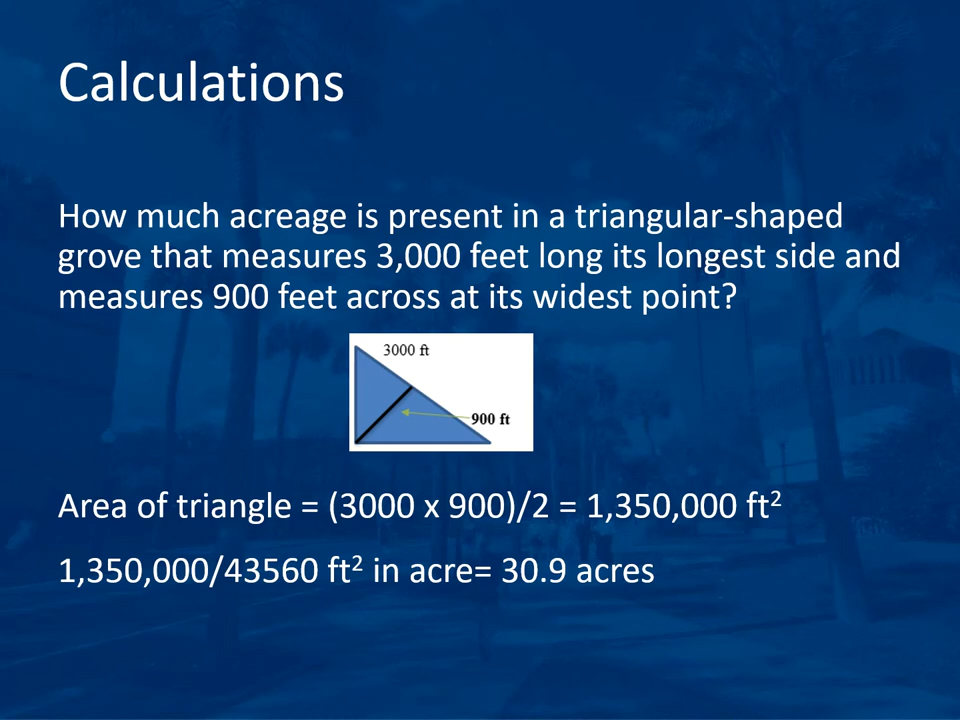 Calculations
How much acreage is present in a triangular-shaped
grove that measures 3,000 feet long its longest side and
measures 900 feet across at its widest point?
3000 ft
900 ft
Area of triangle = (3000 x 900)/2 = 1,350,000 ft²
1,350,000/43560 ft² in acre= 30.9 acres